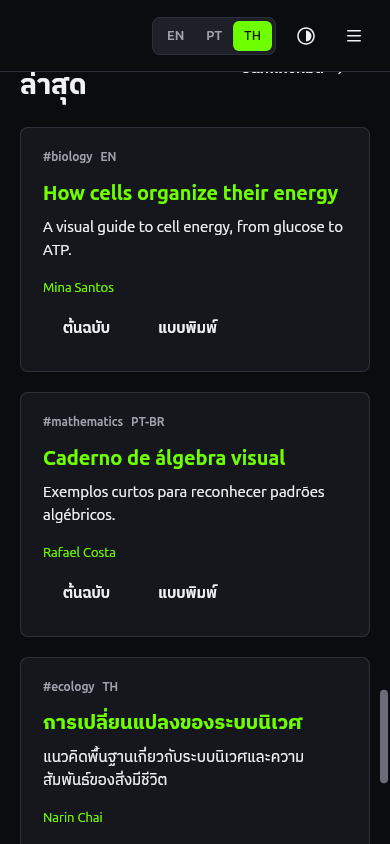 EN PT TH
ล่าสุด
#biology EN
How cells organize their energy
A visual guide to cell energy, from glucose to
ATP.
Mina Santos
ต้นฉบับ แบบพิมพ์
#mathematics PT-BR
Caderno de álgebra visual
Exemplos curtos para reconhecer padrões
algébricos.
Rafael Costa
ต้นฉบับ แบบพิมพ์
#ecology TH
การเปลี่ยนแปลงของระบบนิเวศ
แนวคิดพื้นฐานเกี่ยวกับระบบนิเวศและความ
สัมพันธ์ของสิ่งมีชีวิต
Narin Chai